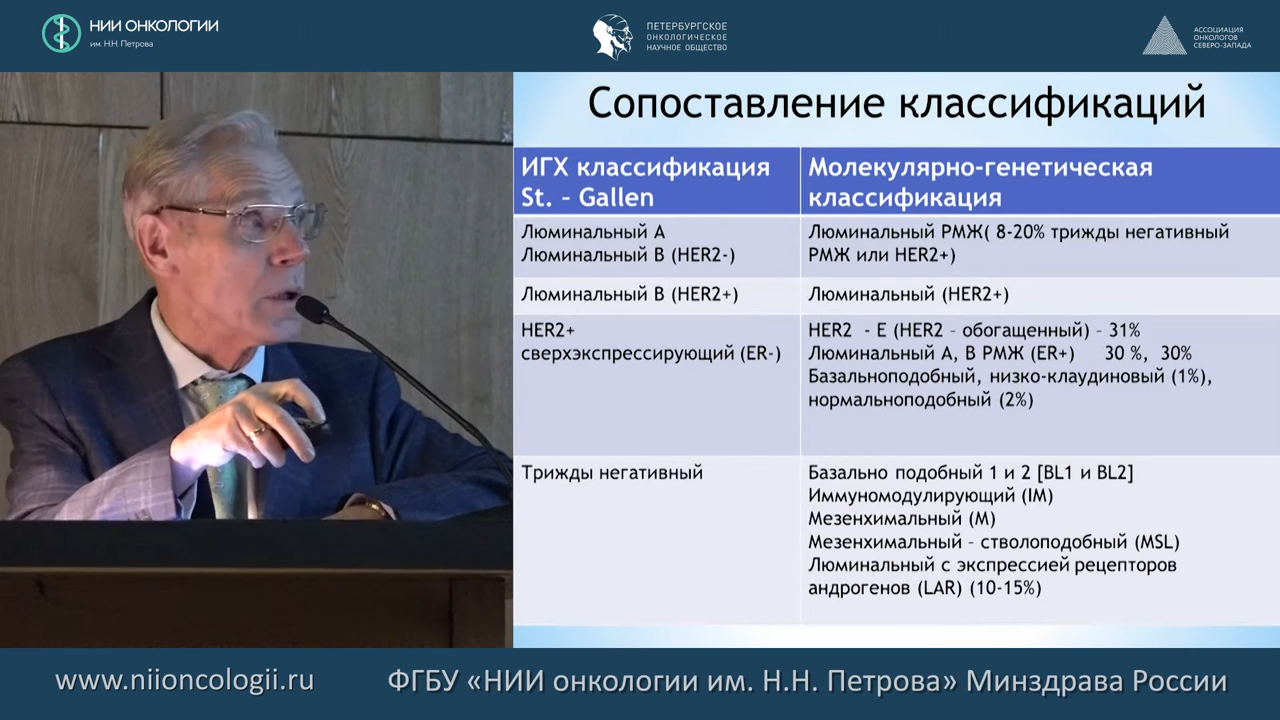 НИИ ОНКОЛОГИИ
им. Н.Н. Петрова
ПЕТЕРБУРГСКОЕ
ОНКОЛОГИЧЕСКОЕ
НАУЧНОЕ ОБЩЕСТВО
АССОЦИАЦИЯ
ОНКОЛОГОВ
СЕВЕРО-ЗАПАДА
Сопоставление классификаций
ИГХ классификация
St. – Gallen
Молекулярно-генетическая
классификация
Люминальный А
Люминальный В (HER2-)
Люминальный РМЖ( 8-20% трижды негативный
РМЖ или HER2+)
Люминальный В (HER2+)
Люминальный (HER2+)
HER2+
сверхэкспрессирующий (ER-)
HER2 - E (HER2 – обогащенный) – 31%
Люминальный А, В РМЖ (ER+) 30 %, 30%
Базальноподобный, низко-клаудиновый (1%),
нормальноподобный (2%)
Трижды негативный
Базально подобный 1 и 2 [BL1 и BL2]
Иммуномодулирующий (IM)
Мезенхимальный (М)
Мезенхимальный – стволоподобный (MSL)
Люминальный с экспрессией рецепторов
андрогенов (LAR) (10-15%)
www.niioncologii.ru
ФГБУ «НИИ онкологии им. Н.Н. Петрова» Минздрава России